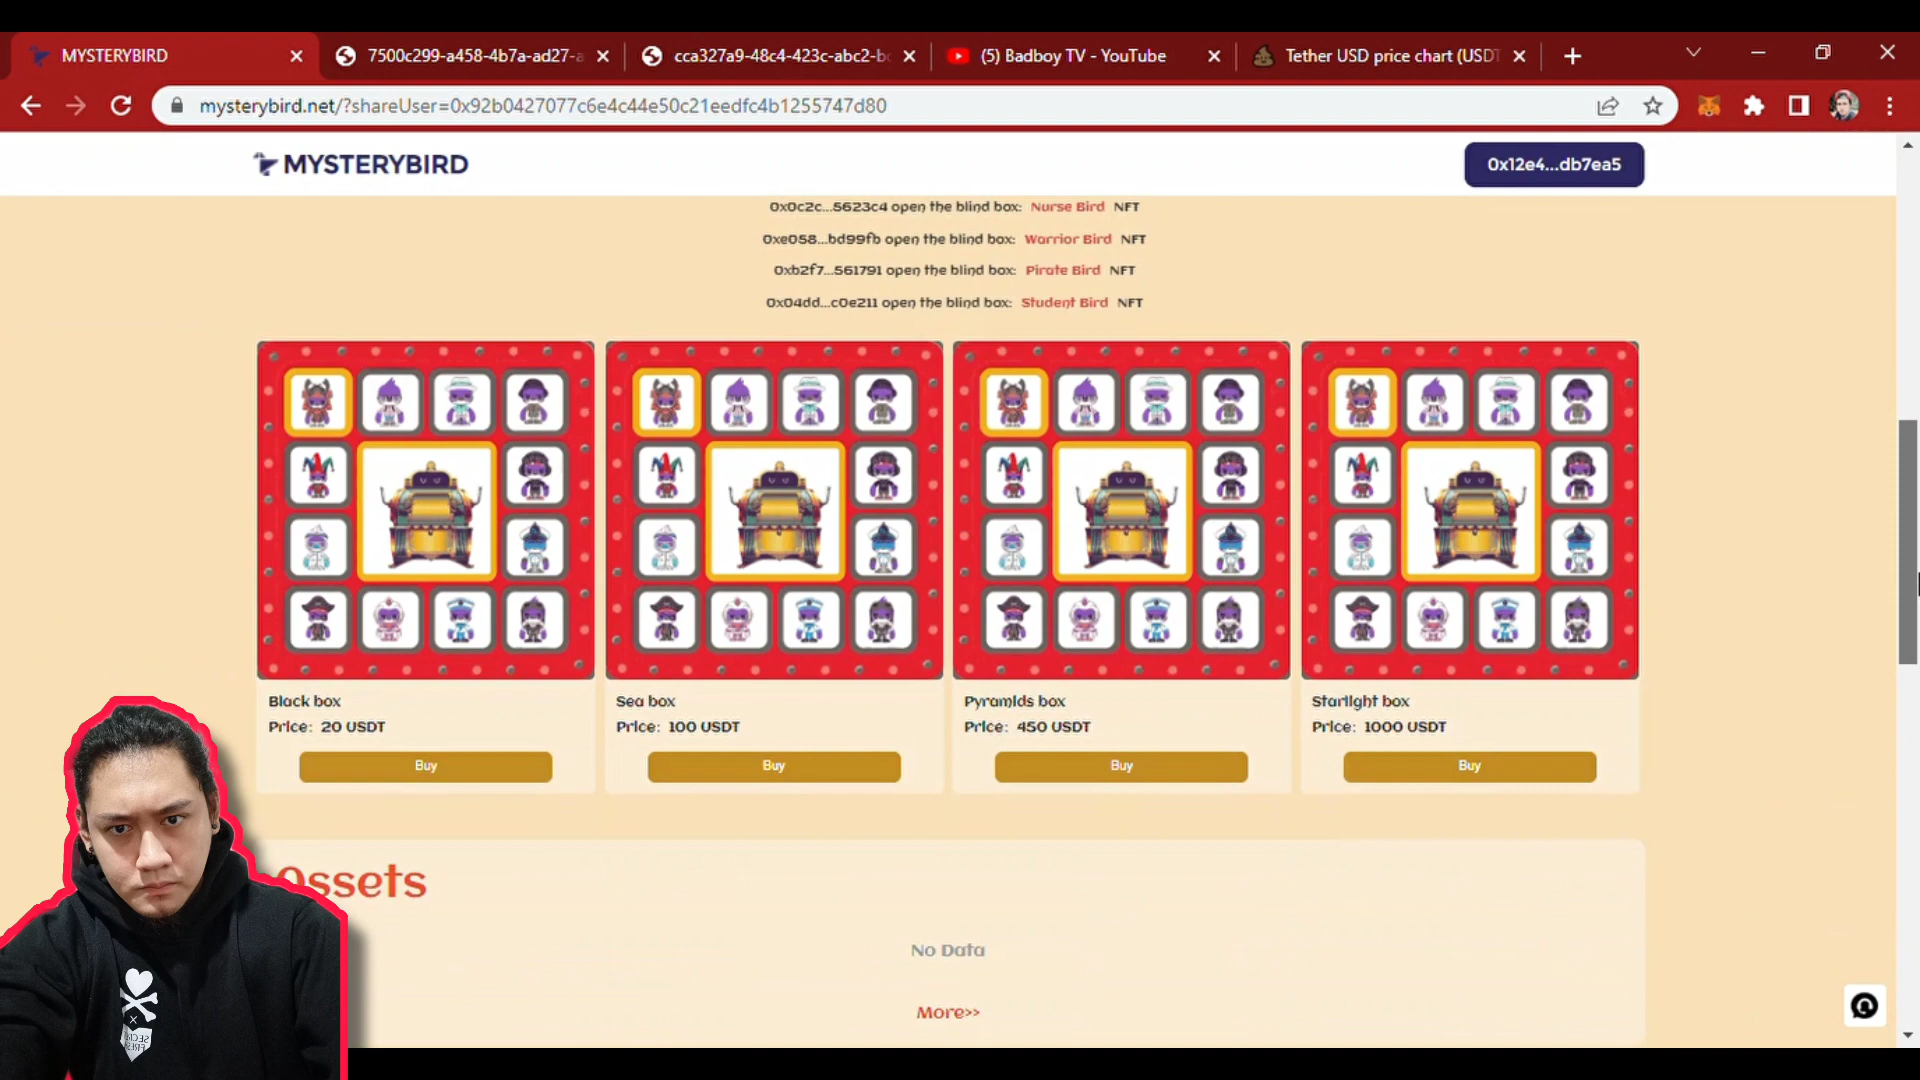 MYSTERYBIRD
7500c299-a458-4b7a-ad27-a
cca327a9-48c4-423c-abc2-bc
(5) Badboy TV - YouTube
Tether USD price chart (USDT
mysterybird.net/?shareUser=0x92b0427077c6e4c44e50c21eedfc4b1255747d80
MYSTERYBIRD
0x12e4...db7ea5
0x0c2c...5623c4 open the blind box: Nurse Bird NFT
0xe058...bd99fb open the blind box: Warrior Bird NFT
0xb2f7...561791 open the blind box: Pirate Bird NFT
0x04dd...c0e211 open the blind box: Student Bird NFT
Black box
Price: 20 USDT
Buy
Sea box
Price: 100 USDT
Buy
Pyramids box
Price: 450 USDT
Buy
Starlight box
Price: 1000 USDT
Buy
Assets
No Data
More>>